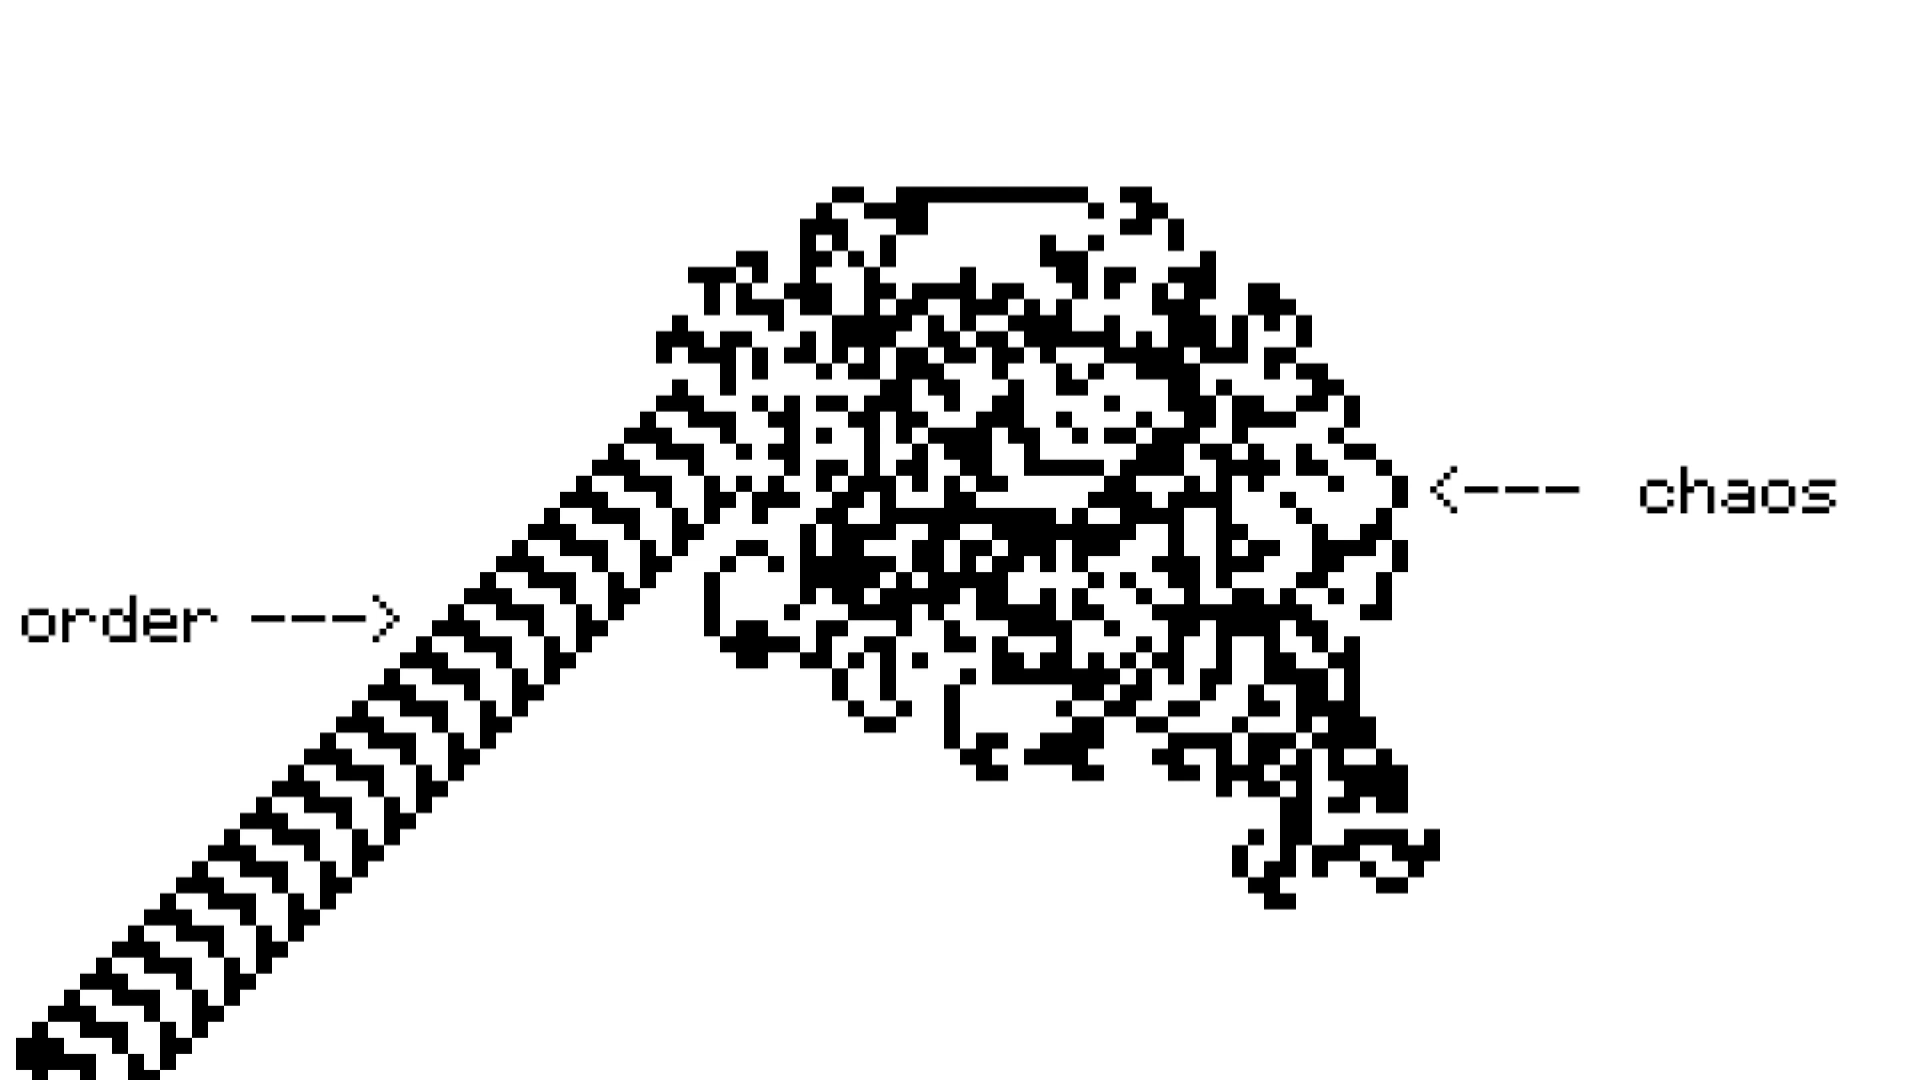 <--- chaos
order --->